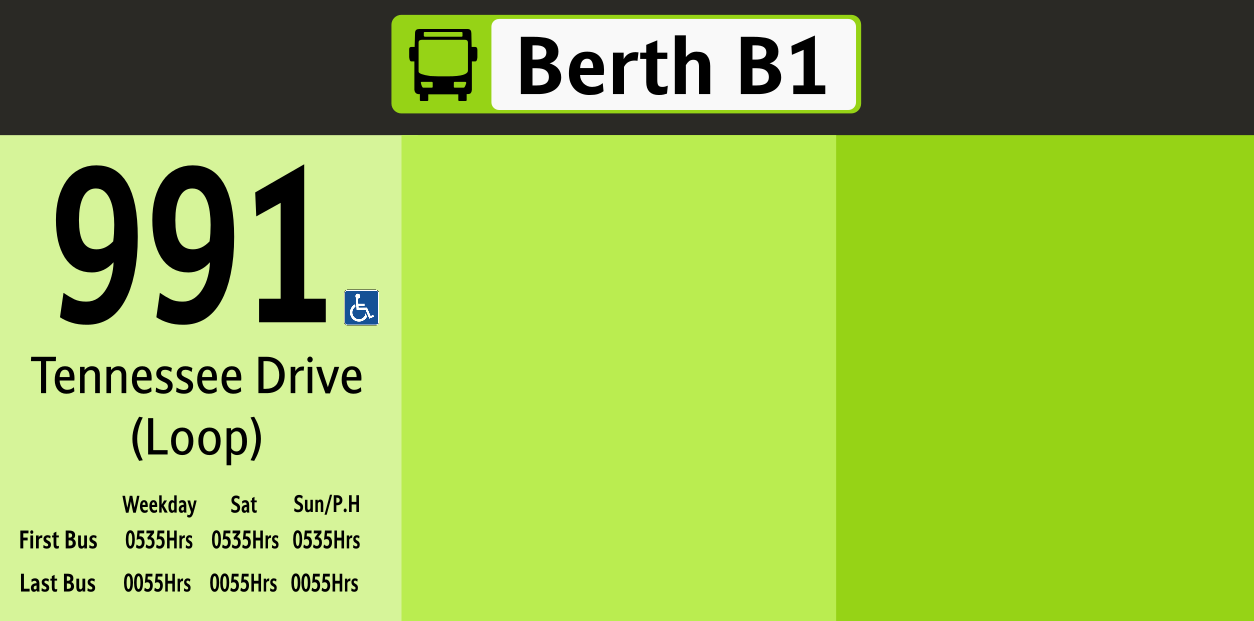 Berth B1
991
Tennessee Drive
(Loop)
Weekday Sat Sun/P.H
First Bus 0535Hrs 0535Hrs 0535Hrs
Last Bus 0055Hrs 0055Hrs 0055Hrs